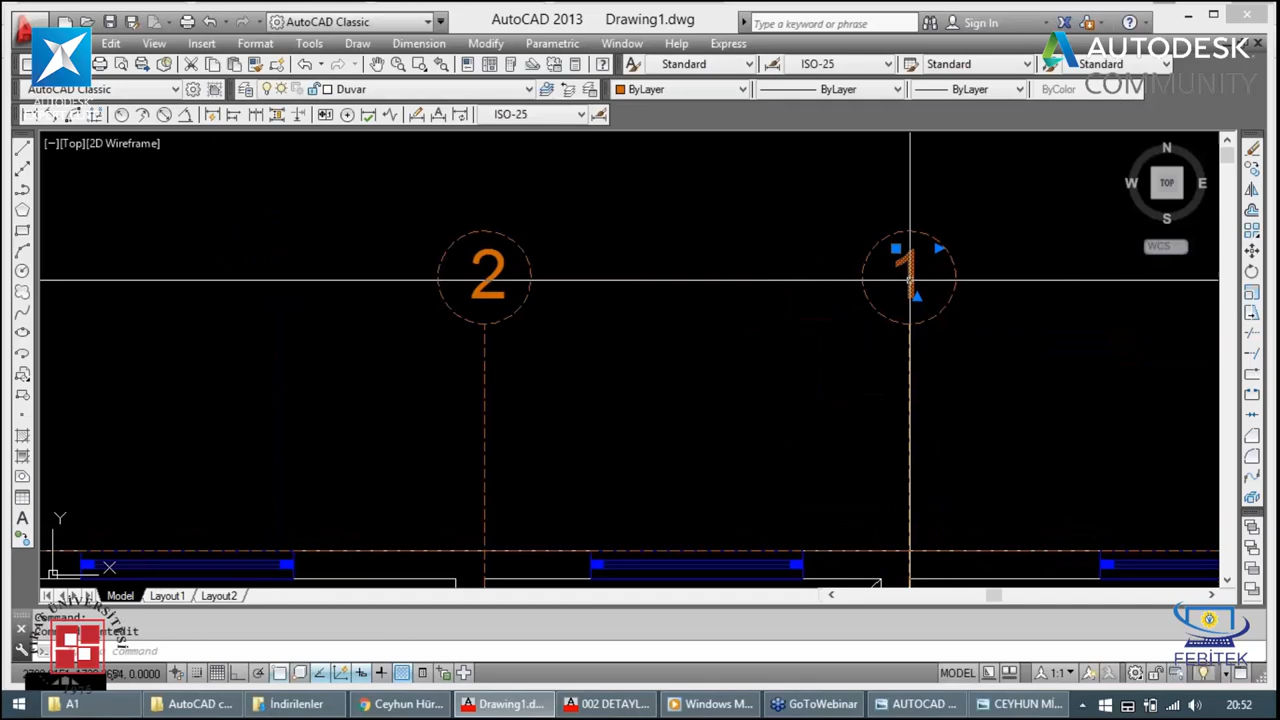 AutoCAD Classic
AutoCAD 2013 Drawing1.dwg
Type a keyword or phrase
Sign In
Edit View Insert Format Tools Draw Dimension Modify Parametric Window Help Express
AUTODESK
COMMUNITY
Standard ISO-25 Standard Standard
AutoCAD Classic Duvar ByLayer ByLayer ByLayer ByColor
ISO-25
[−][Top][2D Wireframe]
N
W TOP E
S
WCS
2 1
Y
X
Model Layout1 Layout2
Command:
FEBİTEK
MODEL 1:1
A1 AutoCAD c... İndirilenler Ceyhun Hür... Drawing1.d... 002 DETAYL... Windows M... GoToWebinar AUTOCAD ... CEYHUN Mİ... 20:52